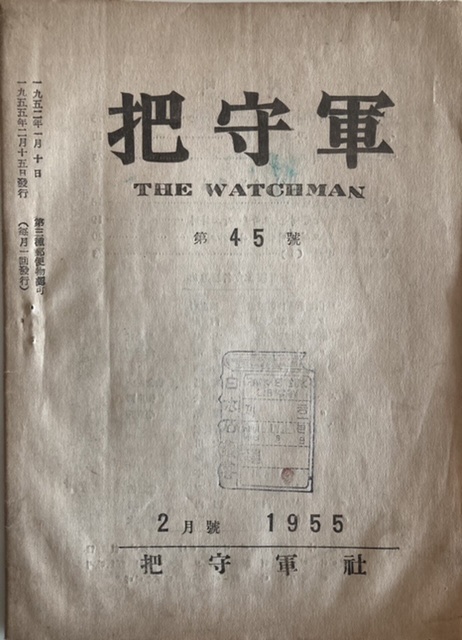 把守軍
THE WATCHMAN
第 45 號
一九五二年一月十日 第三種郵便物認可
一九五五年二月十五日發行 (每月一回發行)
2月號 1955
把守軍社